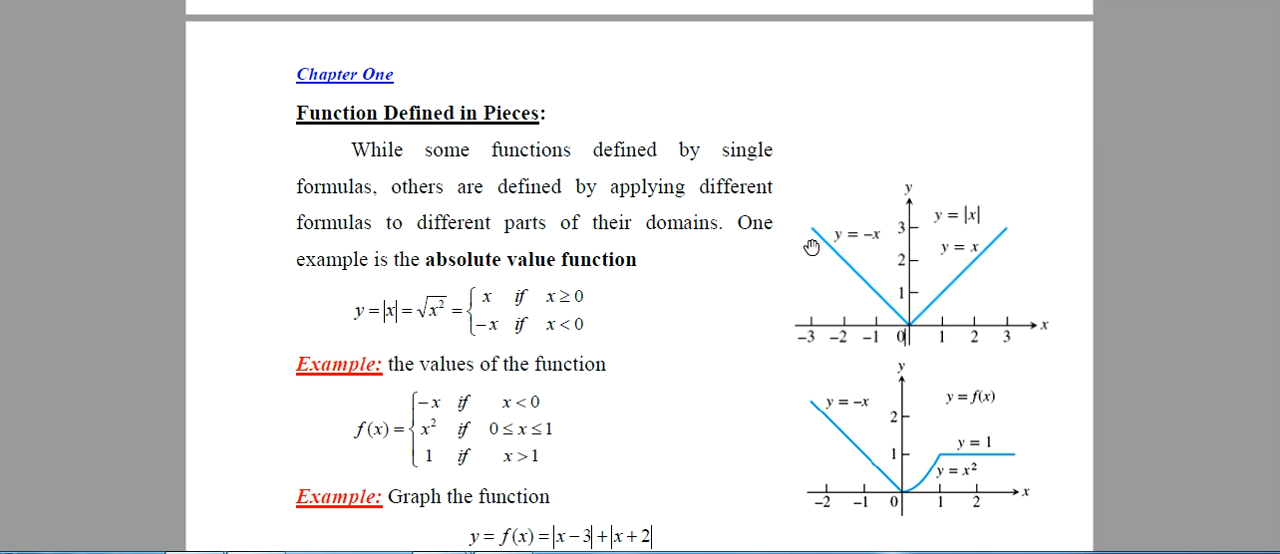 Chapter One
Function Defined in Pieces:
While some functions defined by single
formulas, others are defined by applying different
formulas to different parts of their domains. One
example is the absolute value function
y = |x| = √x² = { x if x ≥ 0
−x if x < 0
Example: the values of the function
f(x) = { −x if x < 0
x² if 0 ≤ x ≤ 1
1 if x > 1
Example: Graph the function
y = f(x) = |x − 3| + |x + 2|
y
y = |x|
y = −x
3
y = x
2
1
−3 −2 −1 0 1 2 3 x
y
y = −x
y = f(x)
2
y = 1
1
y = x²
−2 −1 0 1 2 x